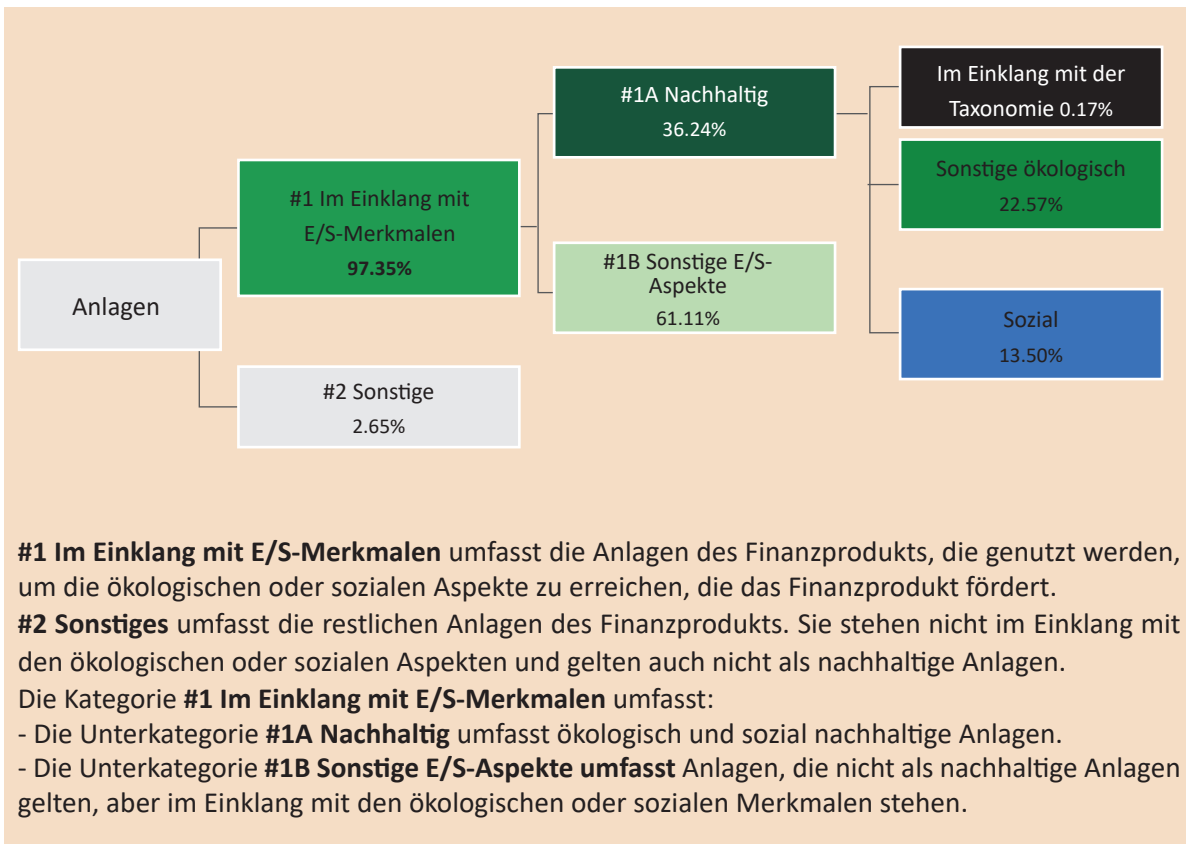 Anlagen
#1 Im Einklang mit
E/S-Merkmalen
97.35%
#2 Sonstige
2.65%
#1A Nachhaltig
36.24%
#1B Sonstige E/S-
Aspekte
61.11%
Im Einklang mit der
Taxonomie 0.17%
Sonstige ökologisch
22.57%
Sozial
13.50%
#1 Im Einklang mit E/S-Merkmalen umfasst die Anlagen des Finanzprodukts, die genutzt werden,
um die ökologischen oder sozialen Aspekte zu erreichen, die das Finanzprodukt fördert.
#2 Sonstiges umfasst die restlichen Anlagen des Finanzprodukts. Sie stehen nicht im Einklang mit
den ökologischen oder sozialen Aspekten und gelten auch nicht als nachhaltige Anlagen.
Die Kategorie #1 Im Einklang mit E/S-Merkmalen umfasst:
- Die Unterkategorie #1A Nachhaltig umfasst ökologisch und sozial nachhaltige Anlagen.
- Die Unterkategorie #1B Sonstige E/S-Aspekte umfasst Anlagen, die nicht als nachhaltige Anlagen
gelten, aber im Einklang mit den ökologischen oder sozialen Merkmalen stehen.